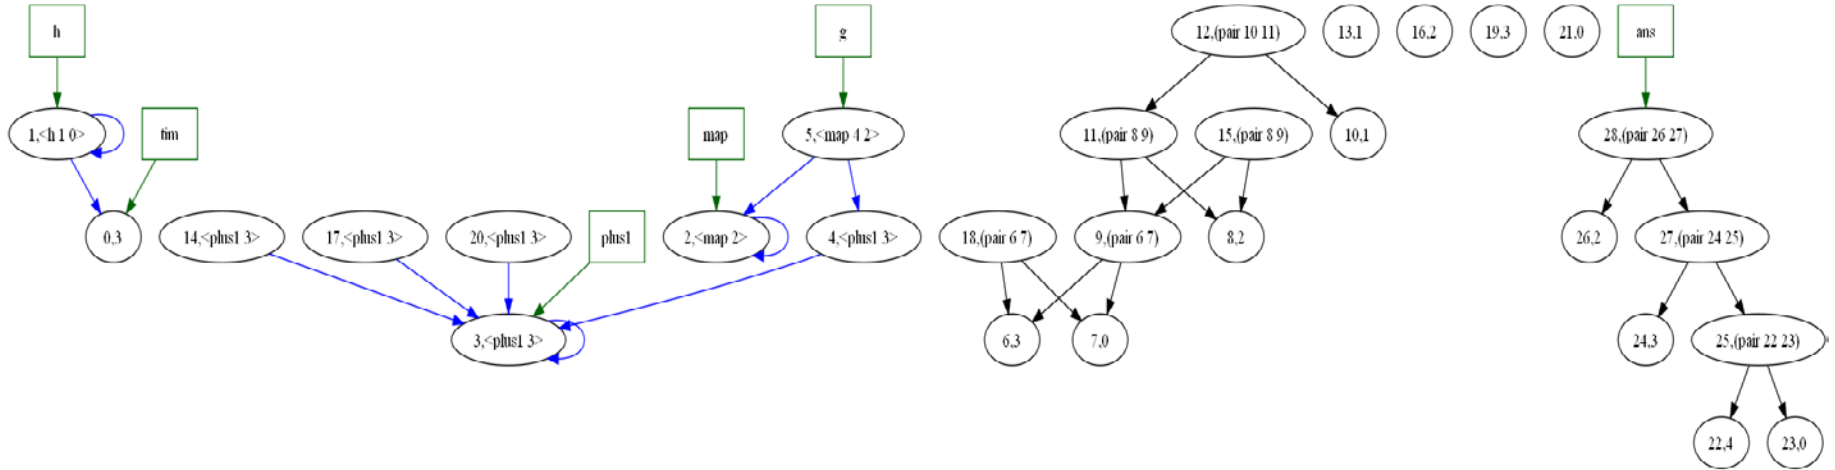 h
g
12,(pair 10 11)
13,1
16,2
19,3
21,0
ans
1,<h 1 0>
tim
map
5,<map 4 2>
11,(pair 8 9)
15,(pair 8 9)
10,1
28,(pair 26 27)
0,3
14,<plus1 3>
17,<plus1 3>
20,<plus1 3>
plus1
2,<map 2>
4,<plus1 3>
18,(pair 6 7)
9,(pair 6 7)
8,2
26,2
27,(pair 24 25)
3,<plus1 3>
6,3
7,0
24,3
25,(pair 22 23)
22,4
23,0